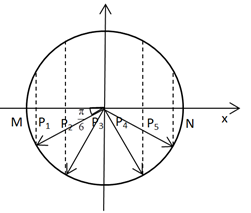 M P₁ P₂ π/6 P₃ P₄ P₅ N x